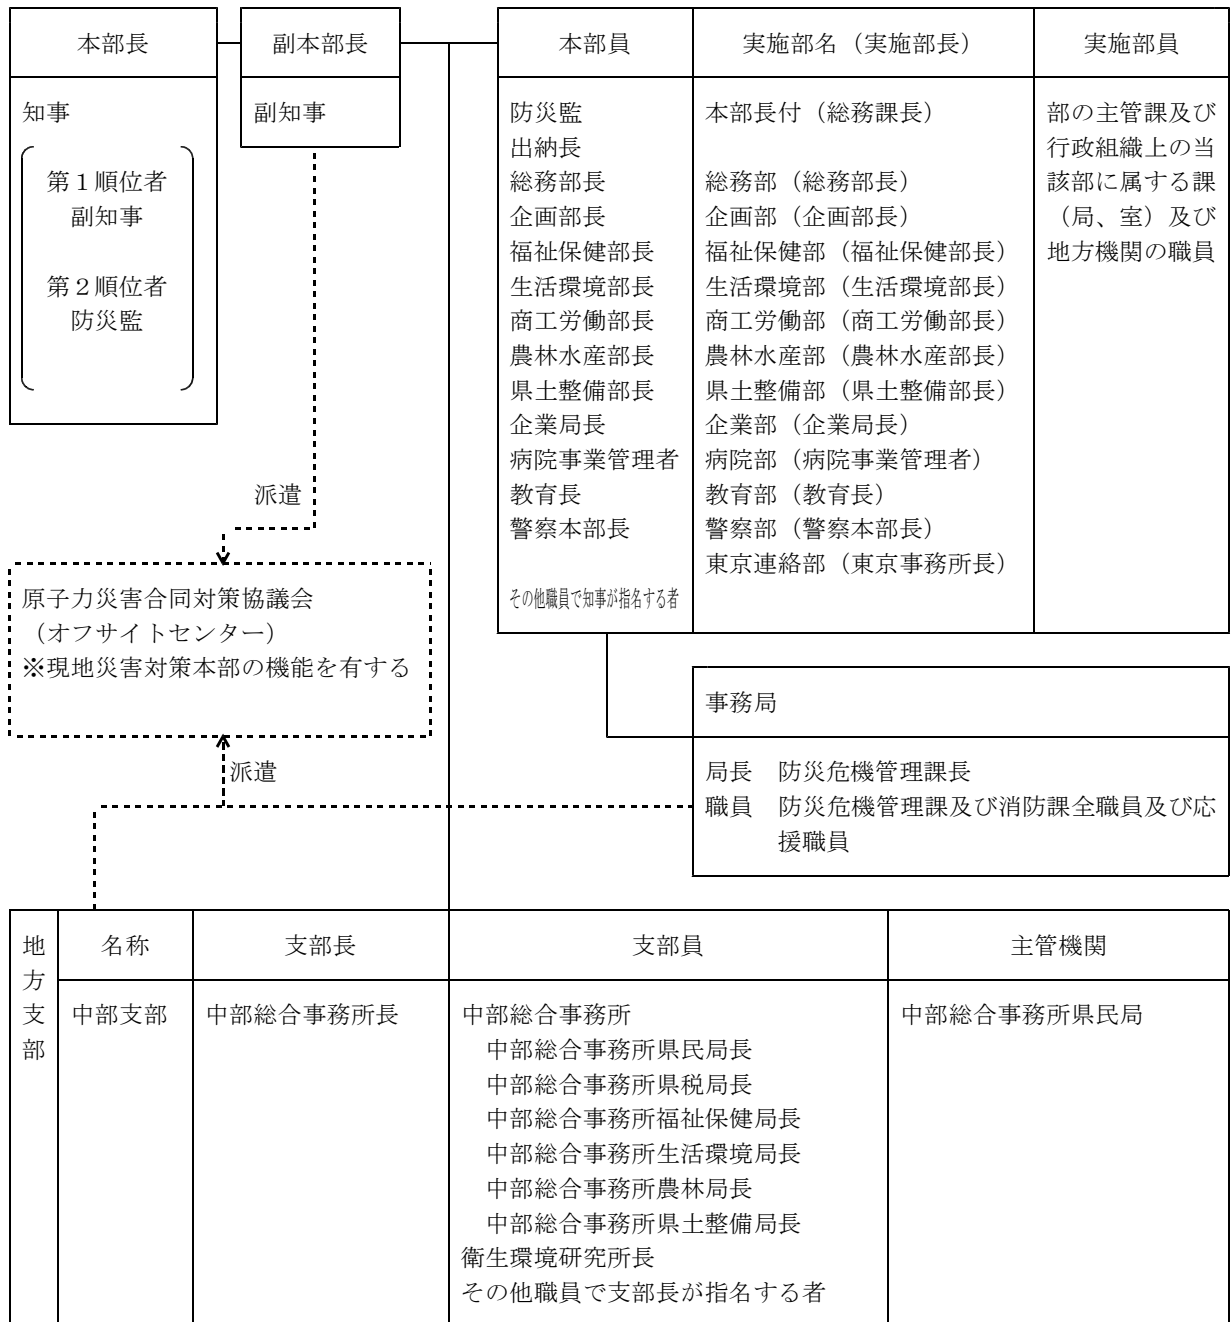 本部長
副本部長
本部員
実施部名（実施部長）
実施部員
知事
第１順位者
副知事
第２順位者
防災監
副知事
防災監
出納長
総務部長
企画部長
福祉保健部長
生活環境部長
商工労働部長
農林水産部長
県土整備部長
企業局長
病院事業管理者
教育長
警察本部長
その他職員で知事が指名する者
本部長付（総務課長）
総務部（総務部長）
企画部（企画部長）
福祉保健部（福祉保健部長）
生活環境部（生活環境部長）
商工労働部（商工労働部長）
農林水産部（農林水産部長）
県土整備部（県土整備部長）
企業部（企業局長）
病院部（病院事業管理者）
教育部（教育長）
警察部（警察本部長）
東京連絡部（東京事務所長）
部の主管課及び
行政組織上の当
該部に属する課
（局、室）及び
地方機関の職員
派遣
原子力災害合同対策協議会
（オフサイトセンター）
※現地災害対策本部の機能を有する
派遣
事務局
局長　防災危機管理課長
職員　防災危機管理課及び消防課全職員及び応
援職員
地方支部
名称
支部長
支部員
主管機関
中部支部
中部総合事務所長
中部総合事務所
中部総合事務所県民局長
中部総合事務所県税局長
中部総合事務所福祉保健局長
中部総合事務所生活環境局長
中部総合事務所農林局長
中部総合事務所県土整備局長
衛生環境研究所長
その他職員で支部長が指名する者
中部総合事務所県民局